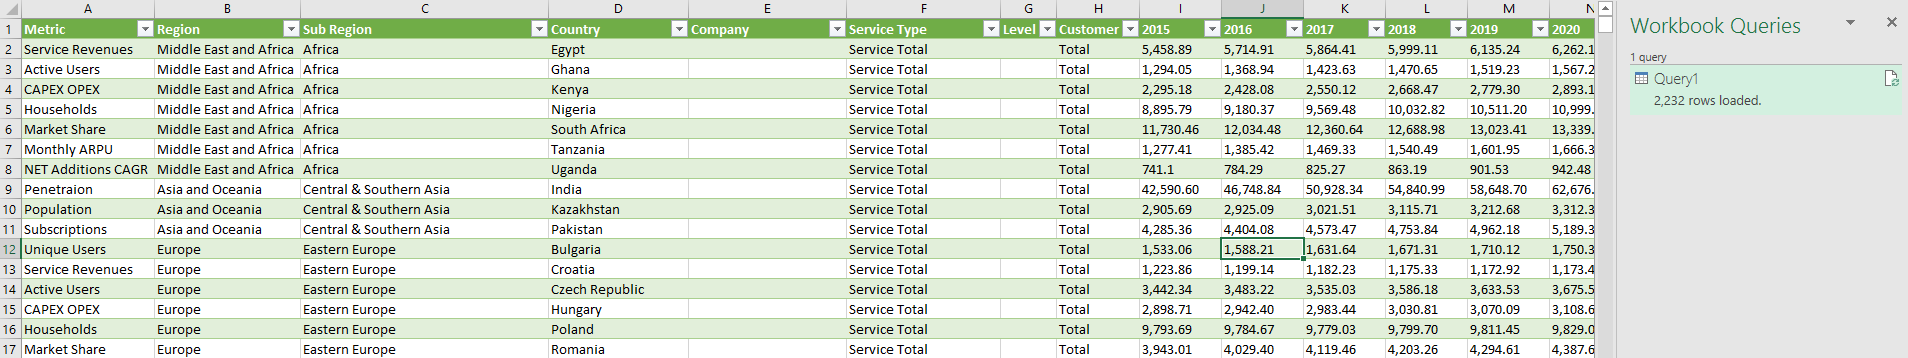 A B C D E F G H I J K L M N
1 Metric Region Sub Region Country Company Service Type Level Customer 2015 2016 2017 2018 2019 2020
2 Service Revenues Middle East and Africa Africa Egypt Service Total Total 5,458.89 5,714.91 5,864.41 5,999.11 6,135.24 6,262.1
3 Active Users Middle East and Africa Africa Ghana Service Total Total 1,294.05 1,368.94 1,423.63 1,470.65 1,519.23 1,567.2
4 CAPEX OPEX Middle East and Africa Africa Kenya Service Total Total 2,295.18 2,428.08 2,550.12 2,668.47 2,779.30 2,893.1
5 Households Middle East and Africa Africa Nigeria Service Total Total 8,895.79 9,180.37 9,569.48 10,032.82 10,511.20 10,999.
6 Market Share Middle East and Africa Africa South Africa Service Total Total 11,730.46 12,034.48 12,360.64 12,688.98 13,023.41 13,339.
7 Monthly ARPU Middle East and Africa Africa Tanzania Service Total Total 1,277.41 1,385.42 1,469.33 1,540.49 1,601.95 1,666.3
8 NET Additions CAGR Middle East and Africa Africa Uganda Service Total Total 741.1 784.29 825.27 863.19 901.53 942.48
9 Penetraion Asia and Oceania Central & Southern Asia India Service Total Total 42,590.60 46,748.84 50,928.34 54,840.99 58,648.70 62,676.
10 Population Asia and Oceania Central & Southern Asia Kazakhstan Service Total Total 2,905.69 2,925.09 3,021.51 3,115.71 3,212.68 3,312.3
11 Subscriptions Asia and Oceania Central & Southern Asia Pakistan Service Total Total 4,285.36 4,404.08 4,573.47 4,753.84 4,962.18 5,189.3
12 Unique Users Europe Eastern Europe Bulgaria Service Total Total 1,533.06 1,588.21 1,631.64 1,671.31 1,710.12 1,750.3
13 Service Revenues Europe Eastern Europe Croatia Service Total Total 1,223.86 1,199.14 1,182.23 1,175.33 1,172.92 1,173.4
14 Active Users Europe Eastern Europe Czech Republic Service Total Total 3,442.34 3,483.22 3,535.03 3,586.18 3,633.53 3,675.5
15 CAPEX OPEX Europe Eastern Europe Hungary Service Total Total 2,898.71 2,942.40 2,983.44 3,030.81 3,070.09 3,108.6
16 Households Europe Eastern Europe Poland Service Total Total 9,793.69 9,784.67 9,779.03 9,799.70 9,811.45 9,829.0
17 Market Share Europe Eastern Europe Romania Service Total Total 3,943.01 4,029.40 4,119.46 4,203.26 4,294.61 4,387.6
Workbook Queries
1 query
Query1
2,232 rows loaded.